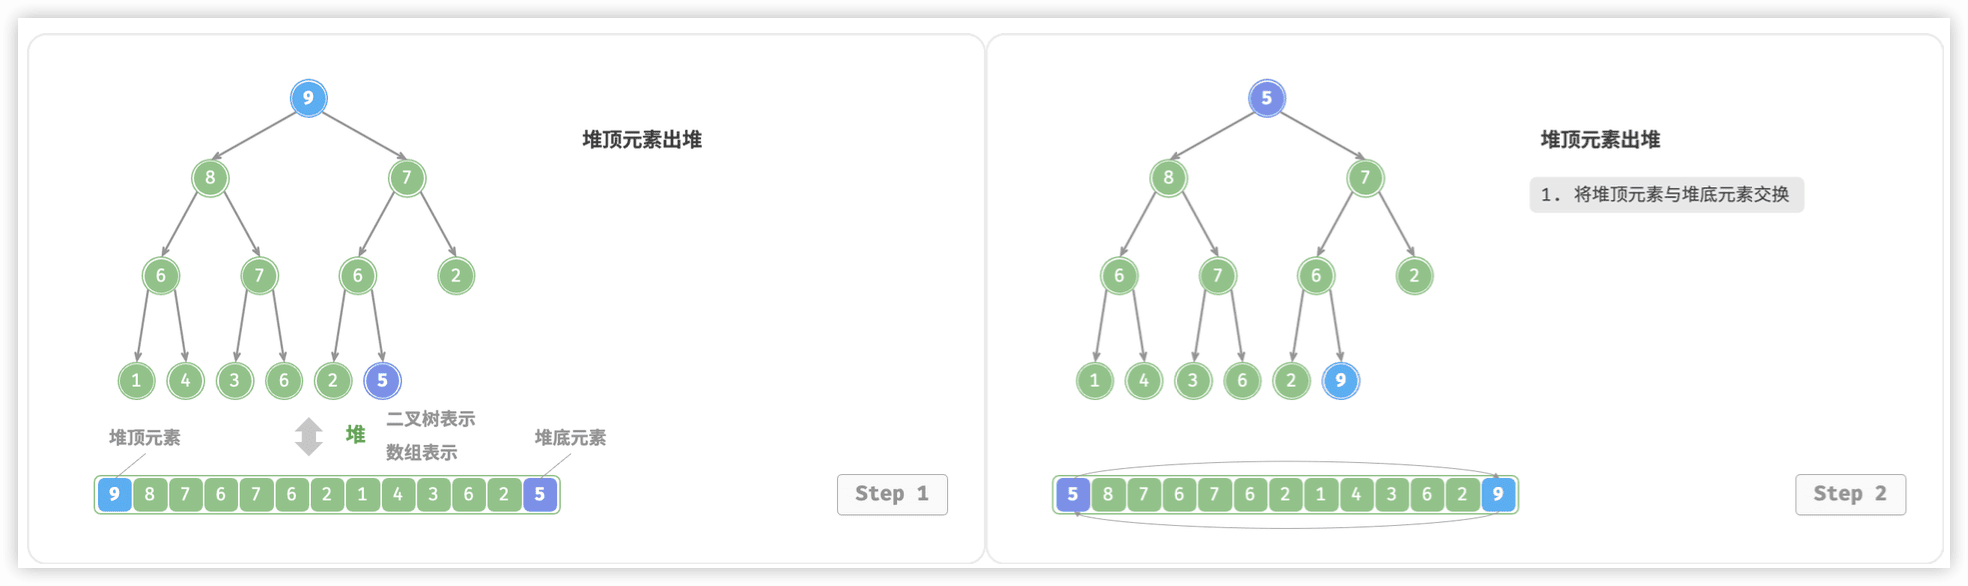 9
堆顶元素出堆
8 7
6 7 6 2
1 4 3 6 2 5
堆顶元素
堆
二叉树表示
数组表示
堆底元素
9 8 7 6 7 6 2 1 4 3 6 2 5
Step 1
5
堆顶元素出堆
1. 将堆顶元素与堆底元素交换
8 7
6 7 6 2
1 4 3 6 2 9
5 8 7 6 7 6 2 1 4 3 6 2 9
Step 2